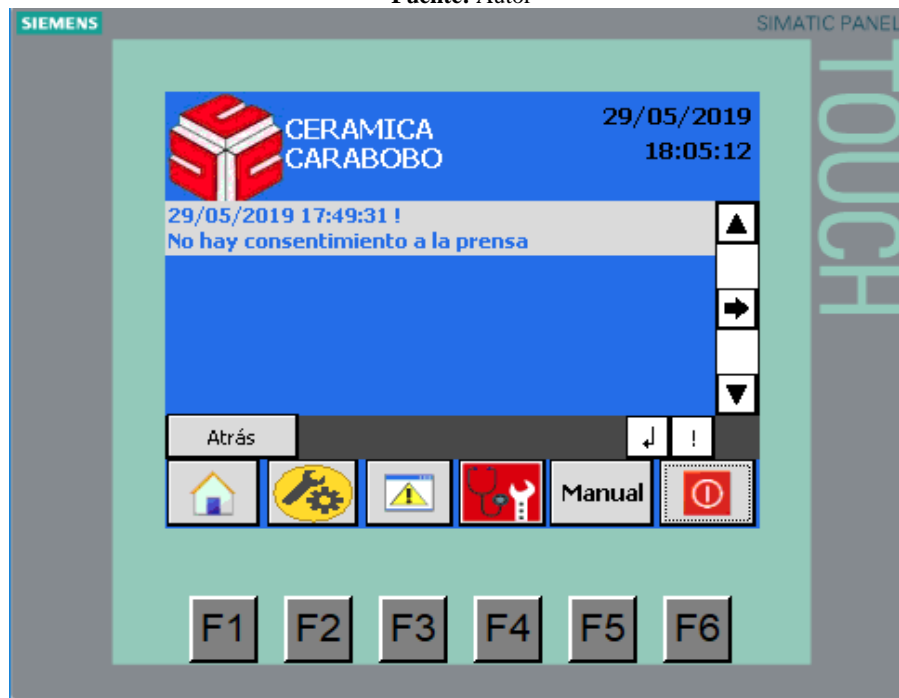 Fuente: Autor
SIEMENS
SIMATIC PANEL
TOUCH
CERAMICA
CARABOBO
29/05/2019
18:05:12
29/05/2019 17:49:31 !
No hay consentimiento a la prensa
Atrás
!
Manual
F1 F2 F3 F4 F5 F6